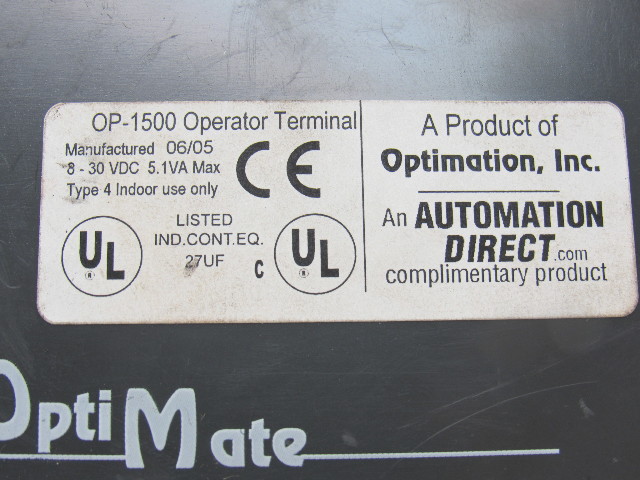 OP-1500 Operator Terminal
Manufactured 06/05
8 - 30 VDC 5.1VA Max
Type 4 Indoor use only
CE
UL
LISTED
IND.CONT.EQ.
27UF
C UL
A Product of
Optimation, Inc.
An AUTOMATION
DIRECT.com
complimentary product
OptiMate